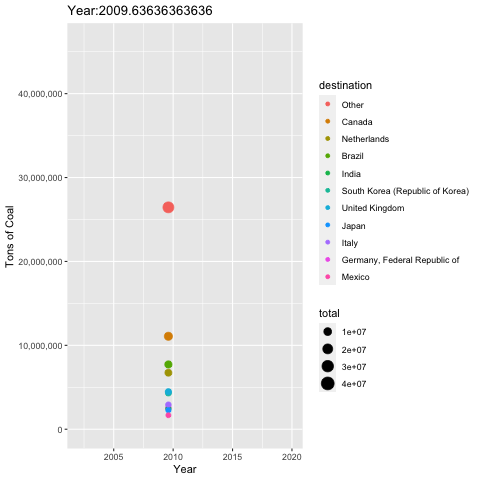 Year:2009.63636363636
40,000,000
30,000,000
20,000,000
10,000,000
0
Tons of Coal
2005
2010
2015
2020
Year
destination
Other
Canada
Netherlands
Brazil
India
South Korea (Republic of Korea)
United Kingdom
Japan
Italy
Germany, Federal Republic of
Mexico
total
1e+07
2e+07
3e+07
4e+07